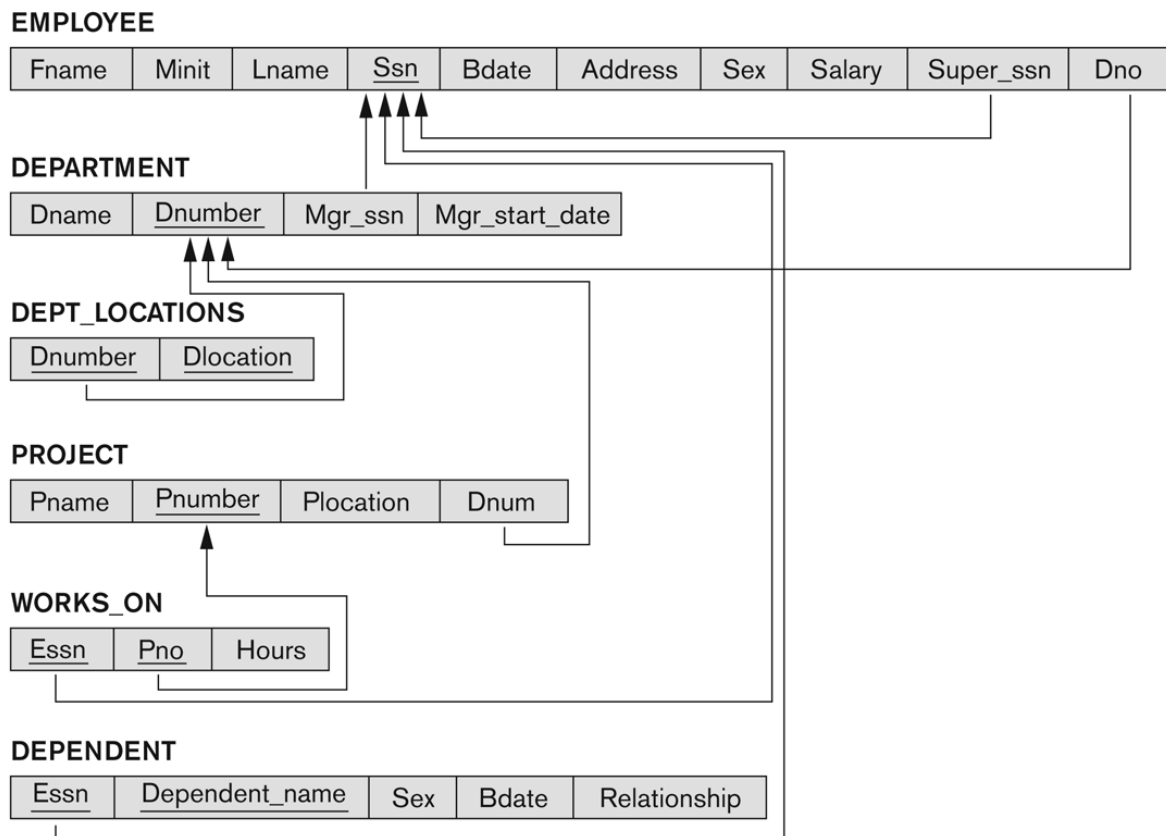 EMPLOYEE
Fname Minit Lname Ssn Bdate Address Sex Salary Super_ssn Dno
DEPARTMENT
Dname Dnumber Mgr_ssn Mgr_start_date
DEPT_LOCATIONS
Dnumber Dlocation
PROJECT
Pname Pnumber Plocation Dnum
WORKS_ON
Essn Pno Hours
DEPENDENT
Essn Dependent_name Sex Bdate Relationship